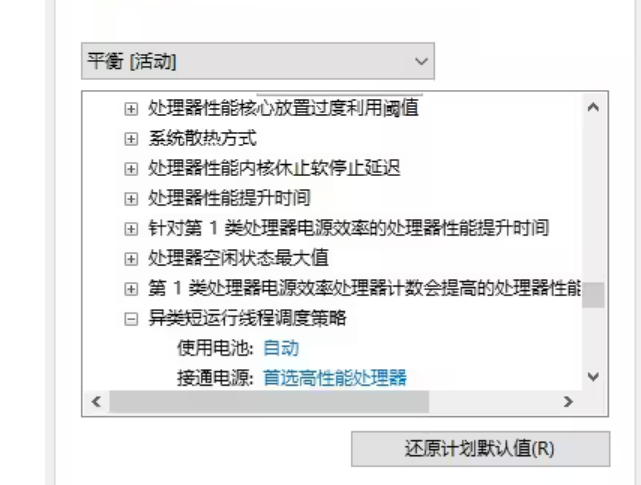 平衡 [活动]
处理器性能核心放置过度利用阈值
系统散热方式
处理器性能内核休止软停止延迟
处理器性能提升时间
针对第 1 类处理器电源效率的处理器性能提升时间
处理器空闲状态最大值
第 1 类处理器电源效率处理器计数会提高的处理器性能
异类短运行线程调度策略
使用电池: 自动
接通电源: 首选高性能处理器
还原计划默认值(R)